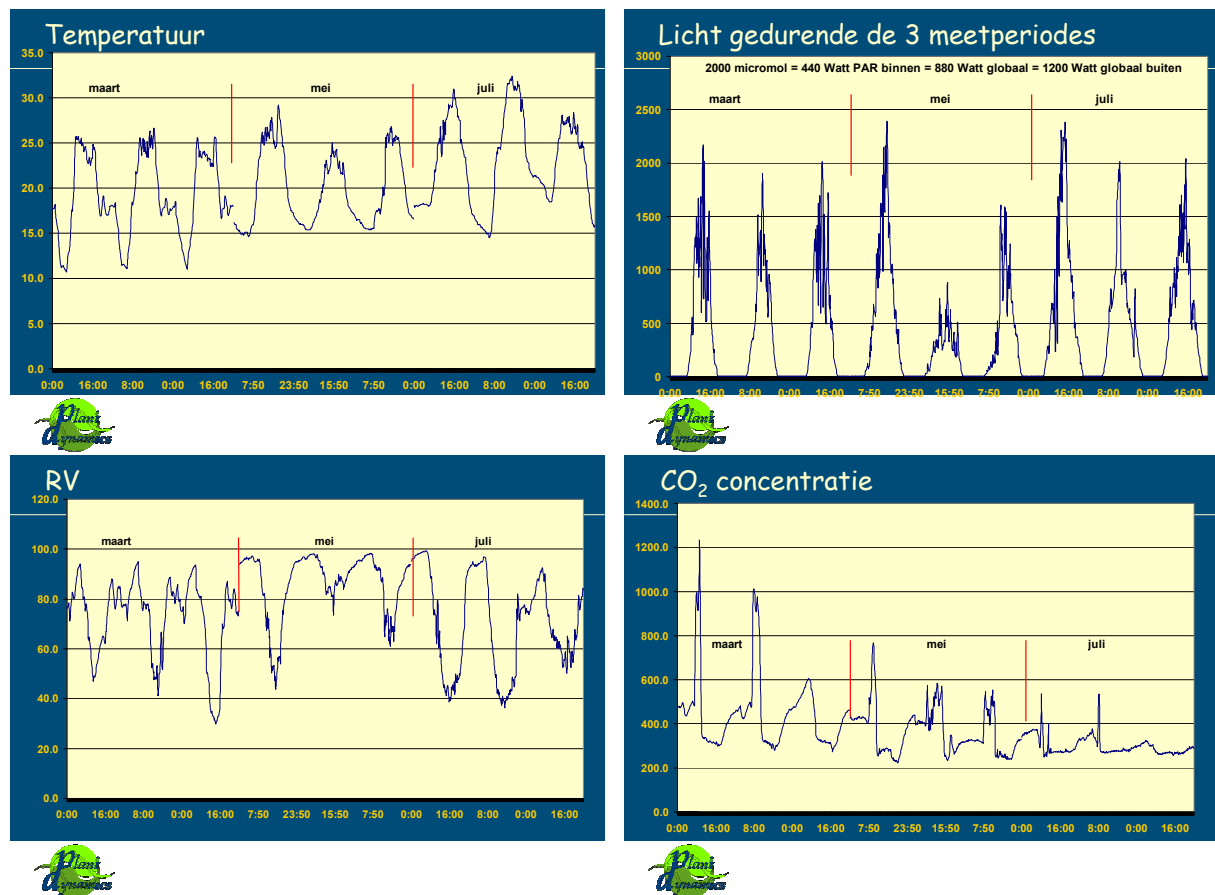 Temperatuur
35.0
30.0
25.0
20.0
15.0
10.0
5.0
0.0
maart
mei
juli
0:00 16:00 8:00 0:00 16:00 7:50 23:50 15:50 7:50 0:00 16:00 8:00 0:00 16:00
Plant
dynamics
Licht gedurende de 3 meetperiodes
3000
2500
2000
1500
1000
500
0
2000 micromol = 440 Watt PAR binnen = 880 Watt globaal = 1200 Watt globaal buiten
maart
mei
juli
0:00 16:00 8:00 0:00 16:00 7:50 23:50 15:50 7:50 0:00 16:00 8:00 0:00 16:00
Plant
dynamics
RV
120.0
100.0
80.0
60.0
40.0
20.0
0.0
maart
mei
juli
0:00 16:00 8:00 0:00 16:00 7:50 23:50 15:50 7:50 0:00 16:00 8:00 0:00 16:00
Plant
dynamics
CO₂ concentratie
1400.0
1200.0
1000.0
800.0
600.0
400.0
200.0
0.0
maart
mei
juli
0:00 16:00 8:00 0:00 16:00 7:50 23:50 15:50 7:50 0:00 16:00 8:00 0:00 16:00
Plant
dynamics